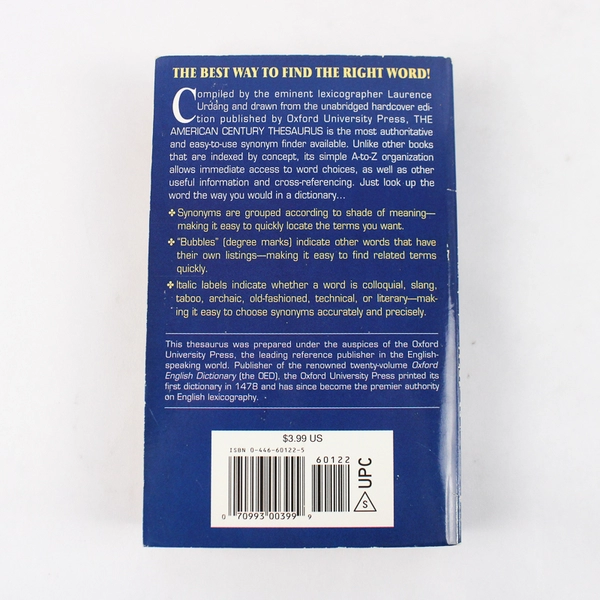 THE BEST WAY TO FIND THE RIGHT WORD!
Compiled by the eminent lexicographer Laurence
Urdang and drawn from the unabridged hardcover edi-
tion published by Oxford University Press, THE
AMERICAN CENTURY THESAURUS is the most authoritative
and easy-to-use synonym finder available. Unlike other books
that are indexed by concept, its simple A-to-Z organization
allows immediate access to word choices, as well as other
useful information and cross-referencing. Just look up the
word the way you would in a dictionary...
✤ Synonyms are grouped according to shade of meaning—
making it easy to quickly locate the terms you want.
✤ "Bubbles" (degree marks) indicate other words that have
their own listings—making it easy to find related terms
quickly.
✤ Italic labels indicate whether a word is colloquial, slang,
taboo, archaic, old-fashioned, technical, or literary—mak-
ing it easy to choose synonyms accurately and precisely.
This thesaurus was prepared under the auspices of the Oxford
University Press, the leading reference publisher in the English-
speaking world. Publisher of the renowned twenty-volume Oxford
English Dictionary (the OED), the Oxford University Press printed its
first dictionary in 1478 and has since become the premier authority
on English lexicography.
$3.99 US
ISBN 0-446-60122-5
60122
0 70993 00399 9
UPC
S